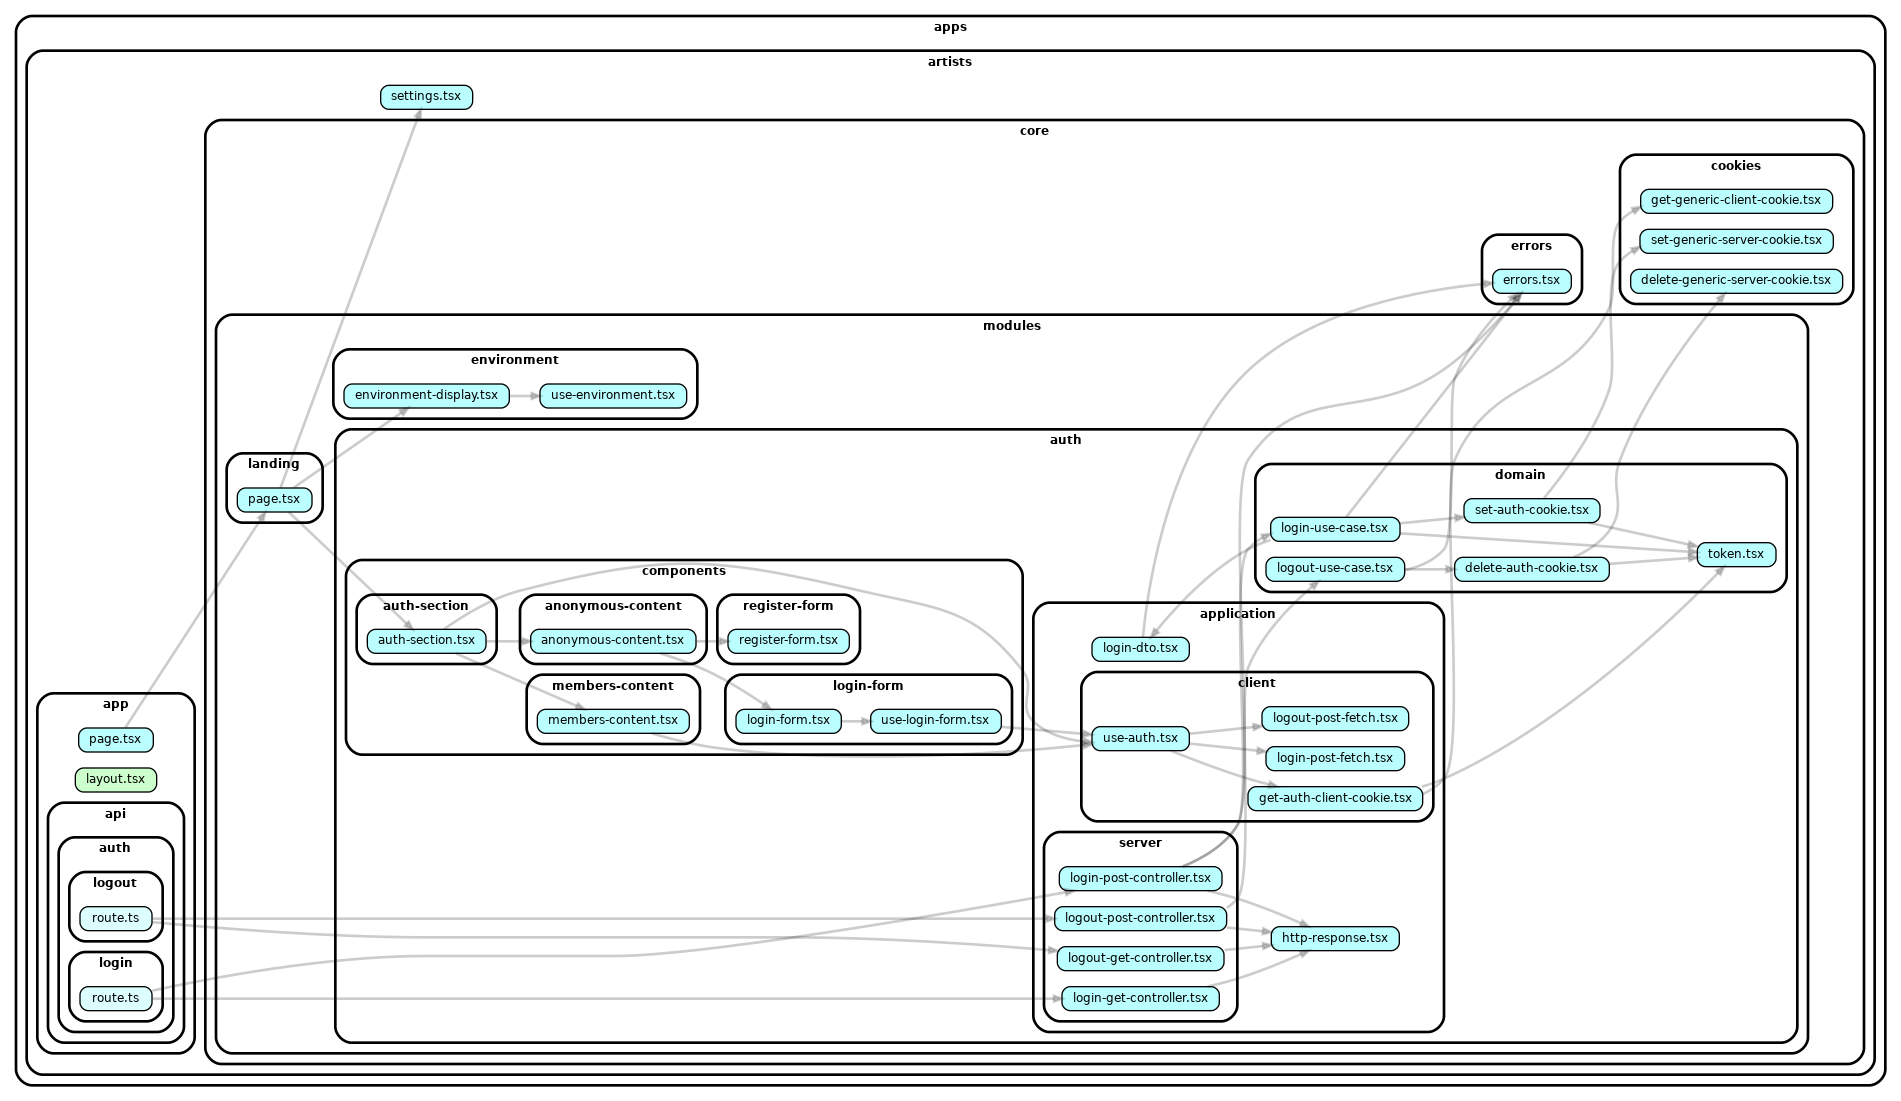 apps
artists
settings.tsx
core
cookies
get-generic-client-cookie.tsx
set-generic-server-cookie.tsx
delete-generic-server-cookie.tsx
errors
errors.tsx
modules
environment
environment-display.tsx
use-environment.tsx
landing
page.tsx
auth
domain
set-auth-cookie.tsx
login-use-case.tsx
token.tsx
logout-use-case.tsx
delete-auth-cookie.tsx
components
auth-section
auth-section.tsx
anonymous-content
anonymous-content.tsx
register-form
register-form.tsx
members-content
members-content.tsx
login-form
login-form.tsx
use-login-form.tsx
application
login-dto.tsx
client
use-auth.tsx
logout-post-fetch.tsx
login-post-fetch.tsx
get-auth-client-cookie.tsx
server
login-post-controller.tsx
logout-post-controller.tsx
logout-get-controller.tsx
login-get-controller.tsx
http-response.tsx
app
page.tsx
layout.tsx
api
auth
logout
route.ts
login
route.ts